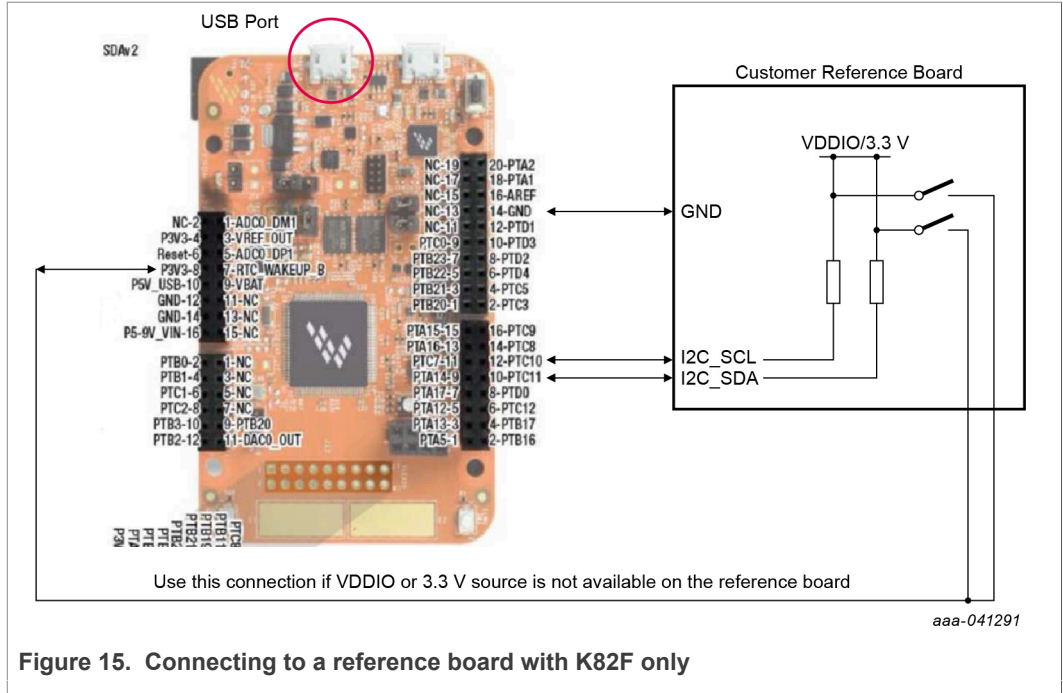 USB Port
SDAv2
Customer Reference Board
VDDIO/3.3 V
NC-19 20-PTA2
NC-17 18-PTA1
NC-15 16-AREF
NC-13 14-GND
NC-11 12-PTD1
PTC0-9 10-PTD3
PTB23-7 8-PTD2
PTB22-5 6-PTD4
PTB21-3 4-PTC5
PTB20-1 2-PTC3
GND
NC-2 1-ADC0_DM1
P3V3-4 3-VREF_OUT
Reset-6 5-ADC0_DP1
P3V3-8 7-RTC_WAKEUP_B
P5V_USB-10 9-VBAT
GND-12 11-NC
GND-14 13-NC
P5-9V_VIN-16 15-NC
PTA15-15 16-PTC9
PTA16-13 14-PTC8
PTC7-11 12-PTC10
PTA14-9 10-PTC11
PTA17-7 8-PTD0
PTA12-5 6-PTC12
PTA13-3 4-PTB17
PTA5-1 2-PTB16
I2C_SCL
I2C_SDA
PTB0-2 1-NC
PTB1-4 3-NC
PTC1-6 5-NC
PTC2-8 7-NC
PTB3-10 9-PTB20
PTB2-12 11-DAC0_OUT
Use this connection if VDDIO or 3.3 V source is not available on the reference board
aaa-041291
Figure 15. Connecting to a reference board with K82F only